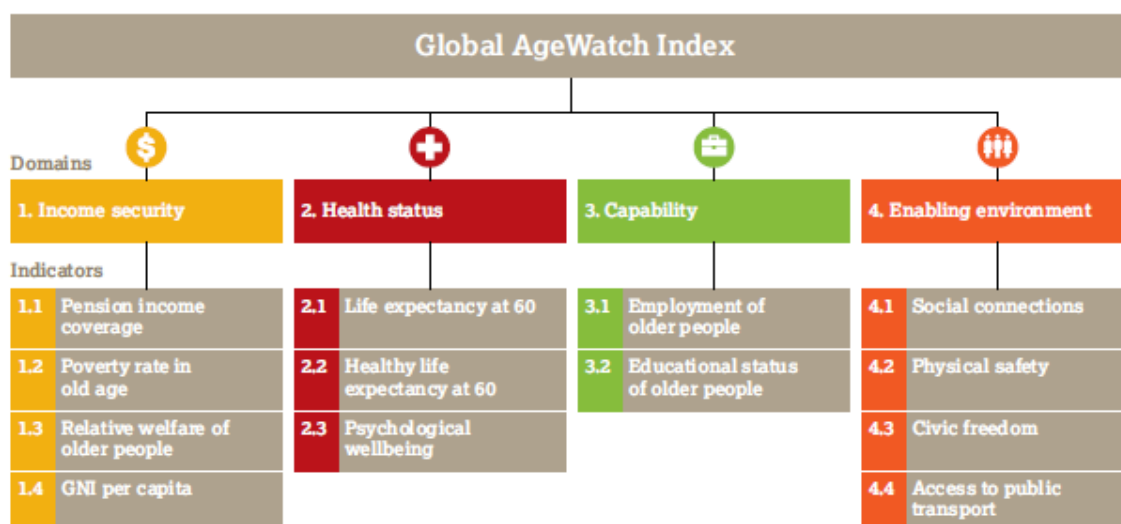 Global AgeWatch Index
$
Domains
1. Income security
2. Health status
3. Capability
4. Enabling environment
Indicators
1.1 Pension income
coverage
1.2 Poverty rate in
old age
1.3 Relative welfare of
older people
1.4 GNI per capita
2.1 Life expectancy at 60
2.2 Healthy life
expectancy at 60
2.3 Psychological
wellbeing
3.1 Employment of
older people
3.2 Educational status
of older people
4.1 Social connections
4.2 Physical safety
4.3 Civic freedom
4.4 Access to public
transport